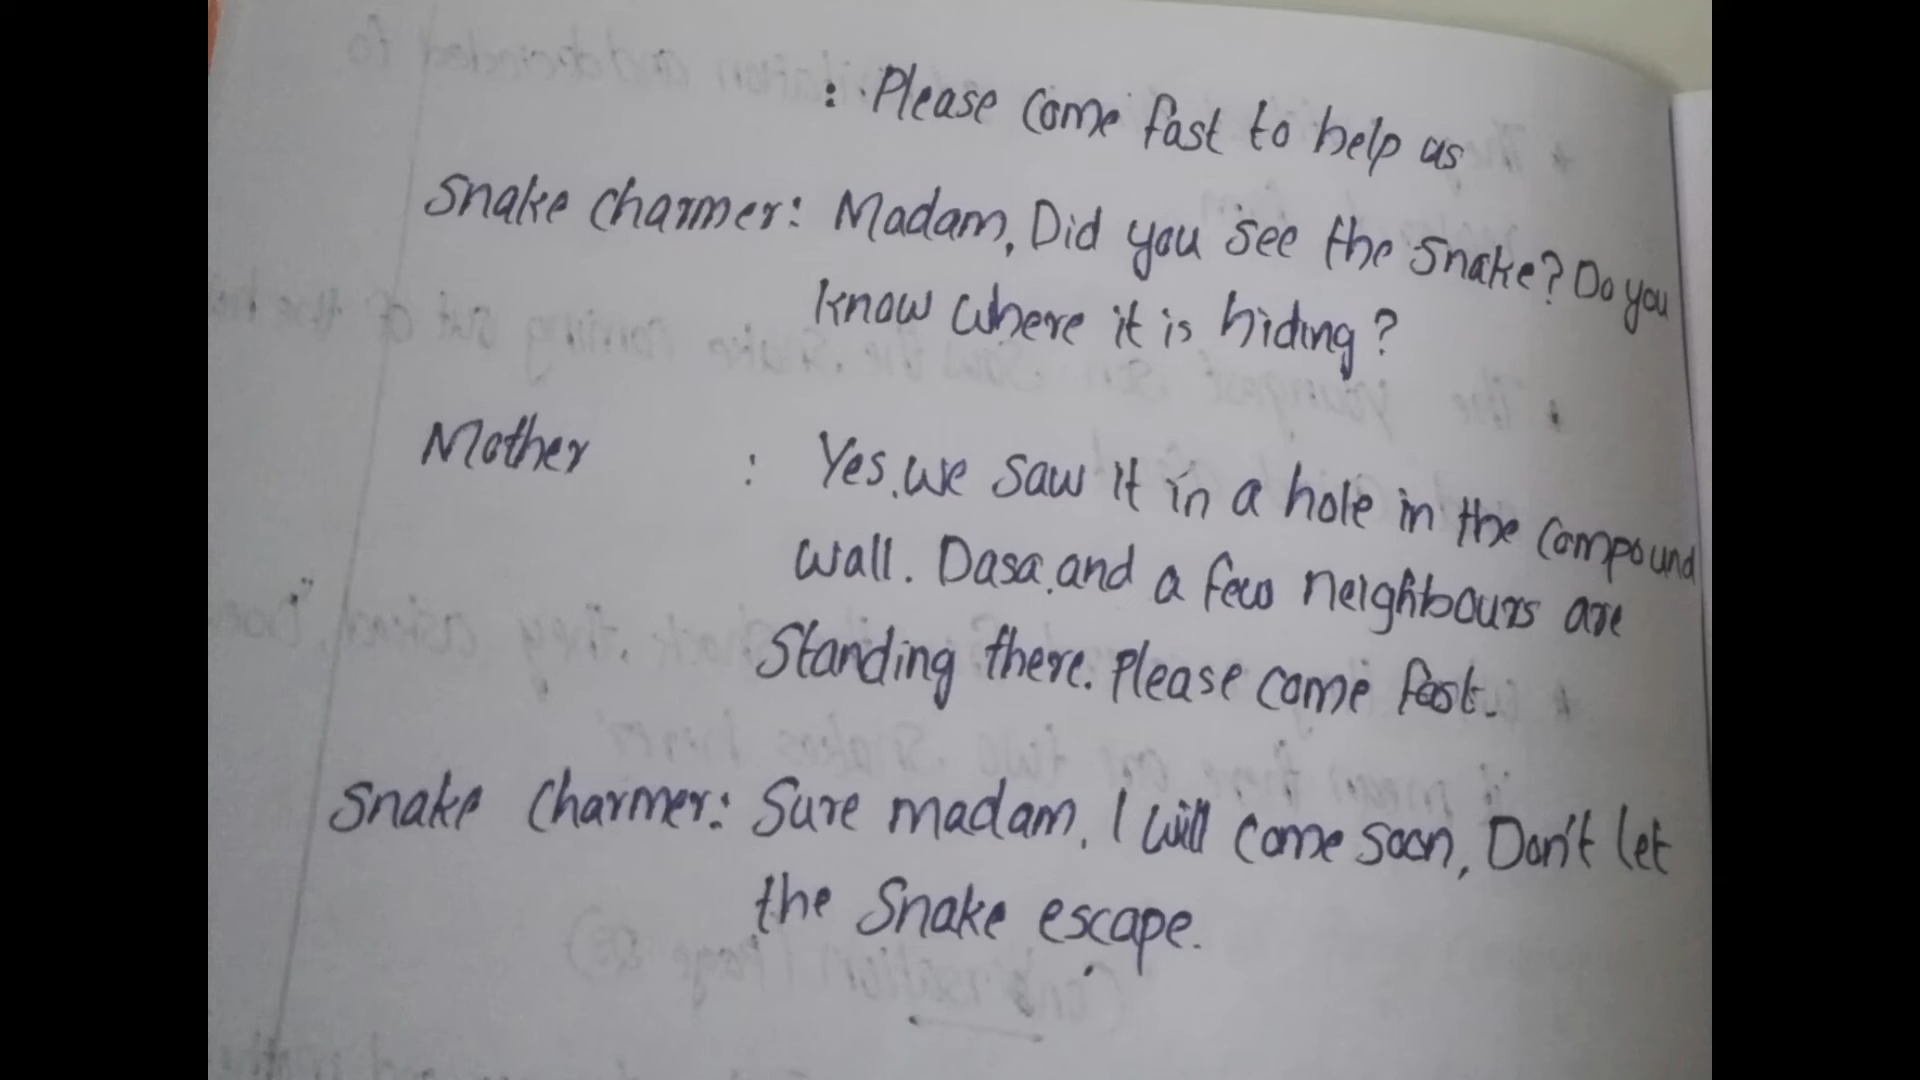 : Please come fast to help us
Snake Charmer: Madam, Did you see the snake? Do you
know where it is hiding?
Mother : Yes, we saw it in a hole in the compound
wall. Dasa, and a few neighbours are
Standing there. Please come fast.
Snake Charmer: Sure madam, I will come soon, Don't let
the Snake escape.